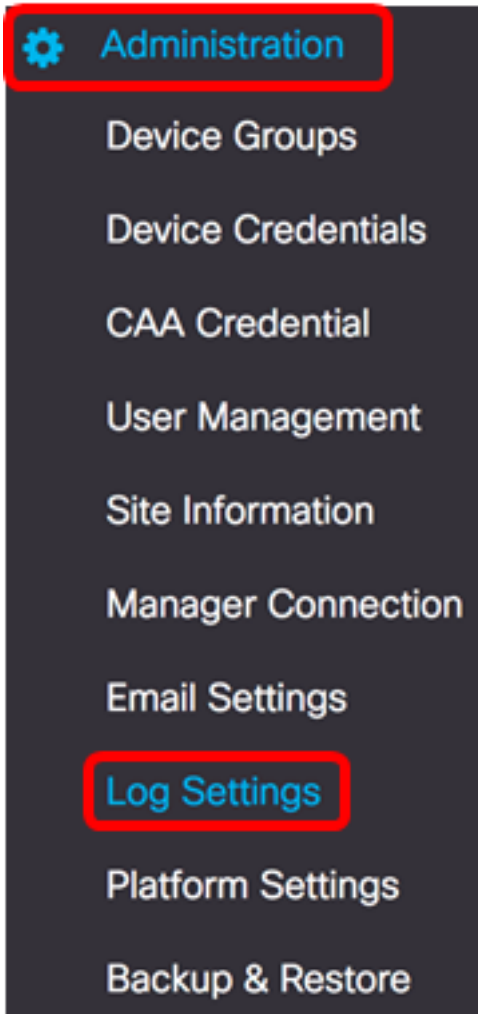 Administration
Device Groups
Device Credentials
CAA Credential
User Management
Site Information
Manager Connection
Email Settings
Log Settings
Platform Settings
Backup & Restore